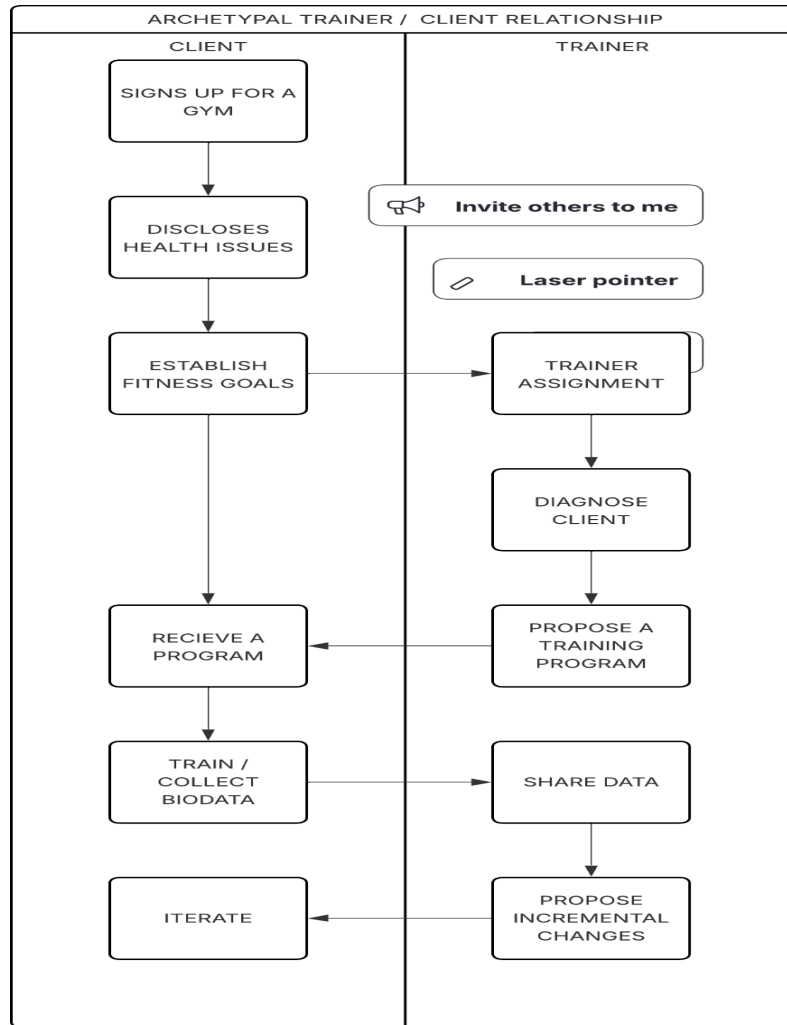 ARCHETYPAL TRAINER / CLIENT RELATIONSHIP
CLIENT
TRAINER
SIGNS UP FOR A
GYM
DISCLOSES
HEALTH ISSUES
Invite others to me
Laser pointer
ESTABLISH
FITNESS GOALS
TRAINER
ASSIGNMENT
DIAGNOSE
CLIENT
RECIEVE A
PROGRAM
PROPOSE A
TRAINING
PROGRAM
TRAIN /
COLLECT
BIODATA
SHARE DATA
ITERATE
PROPOSE
INCREMENTAL
CHANGES